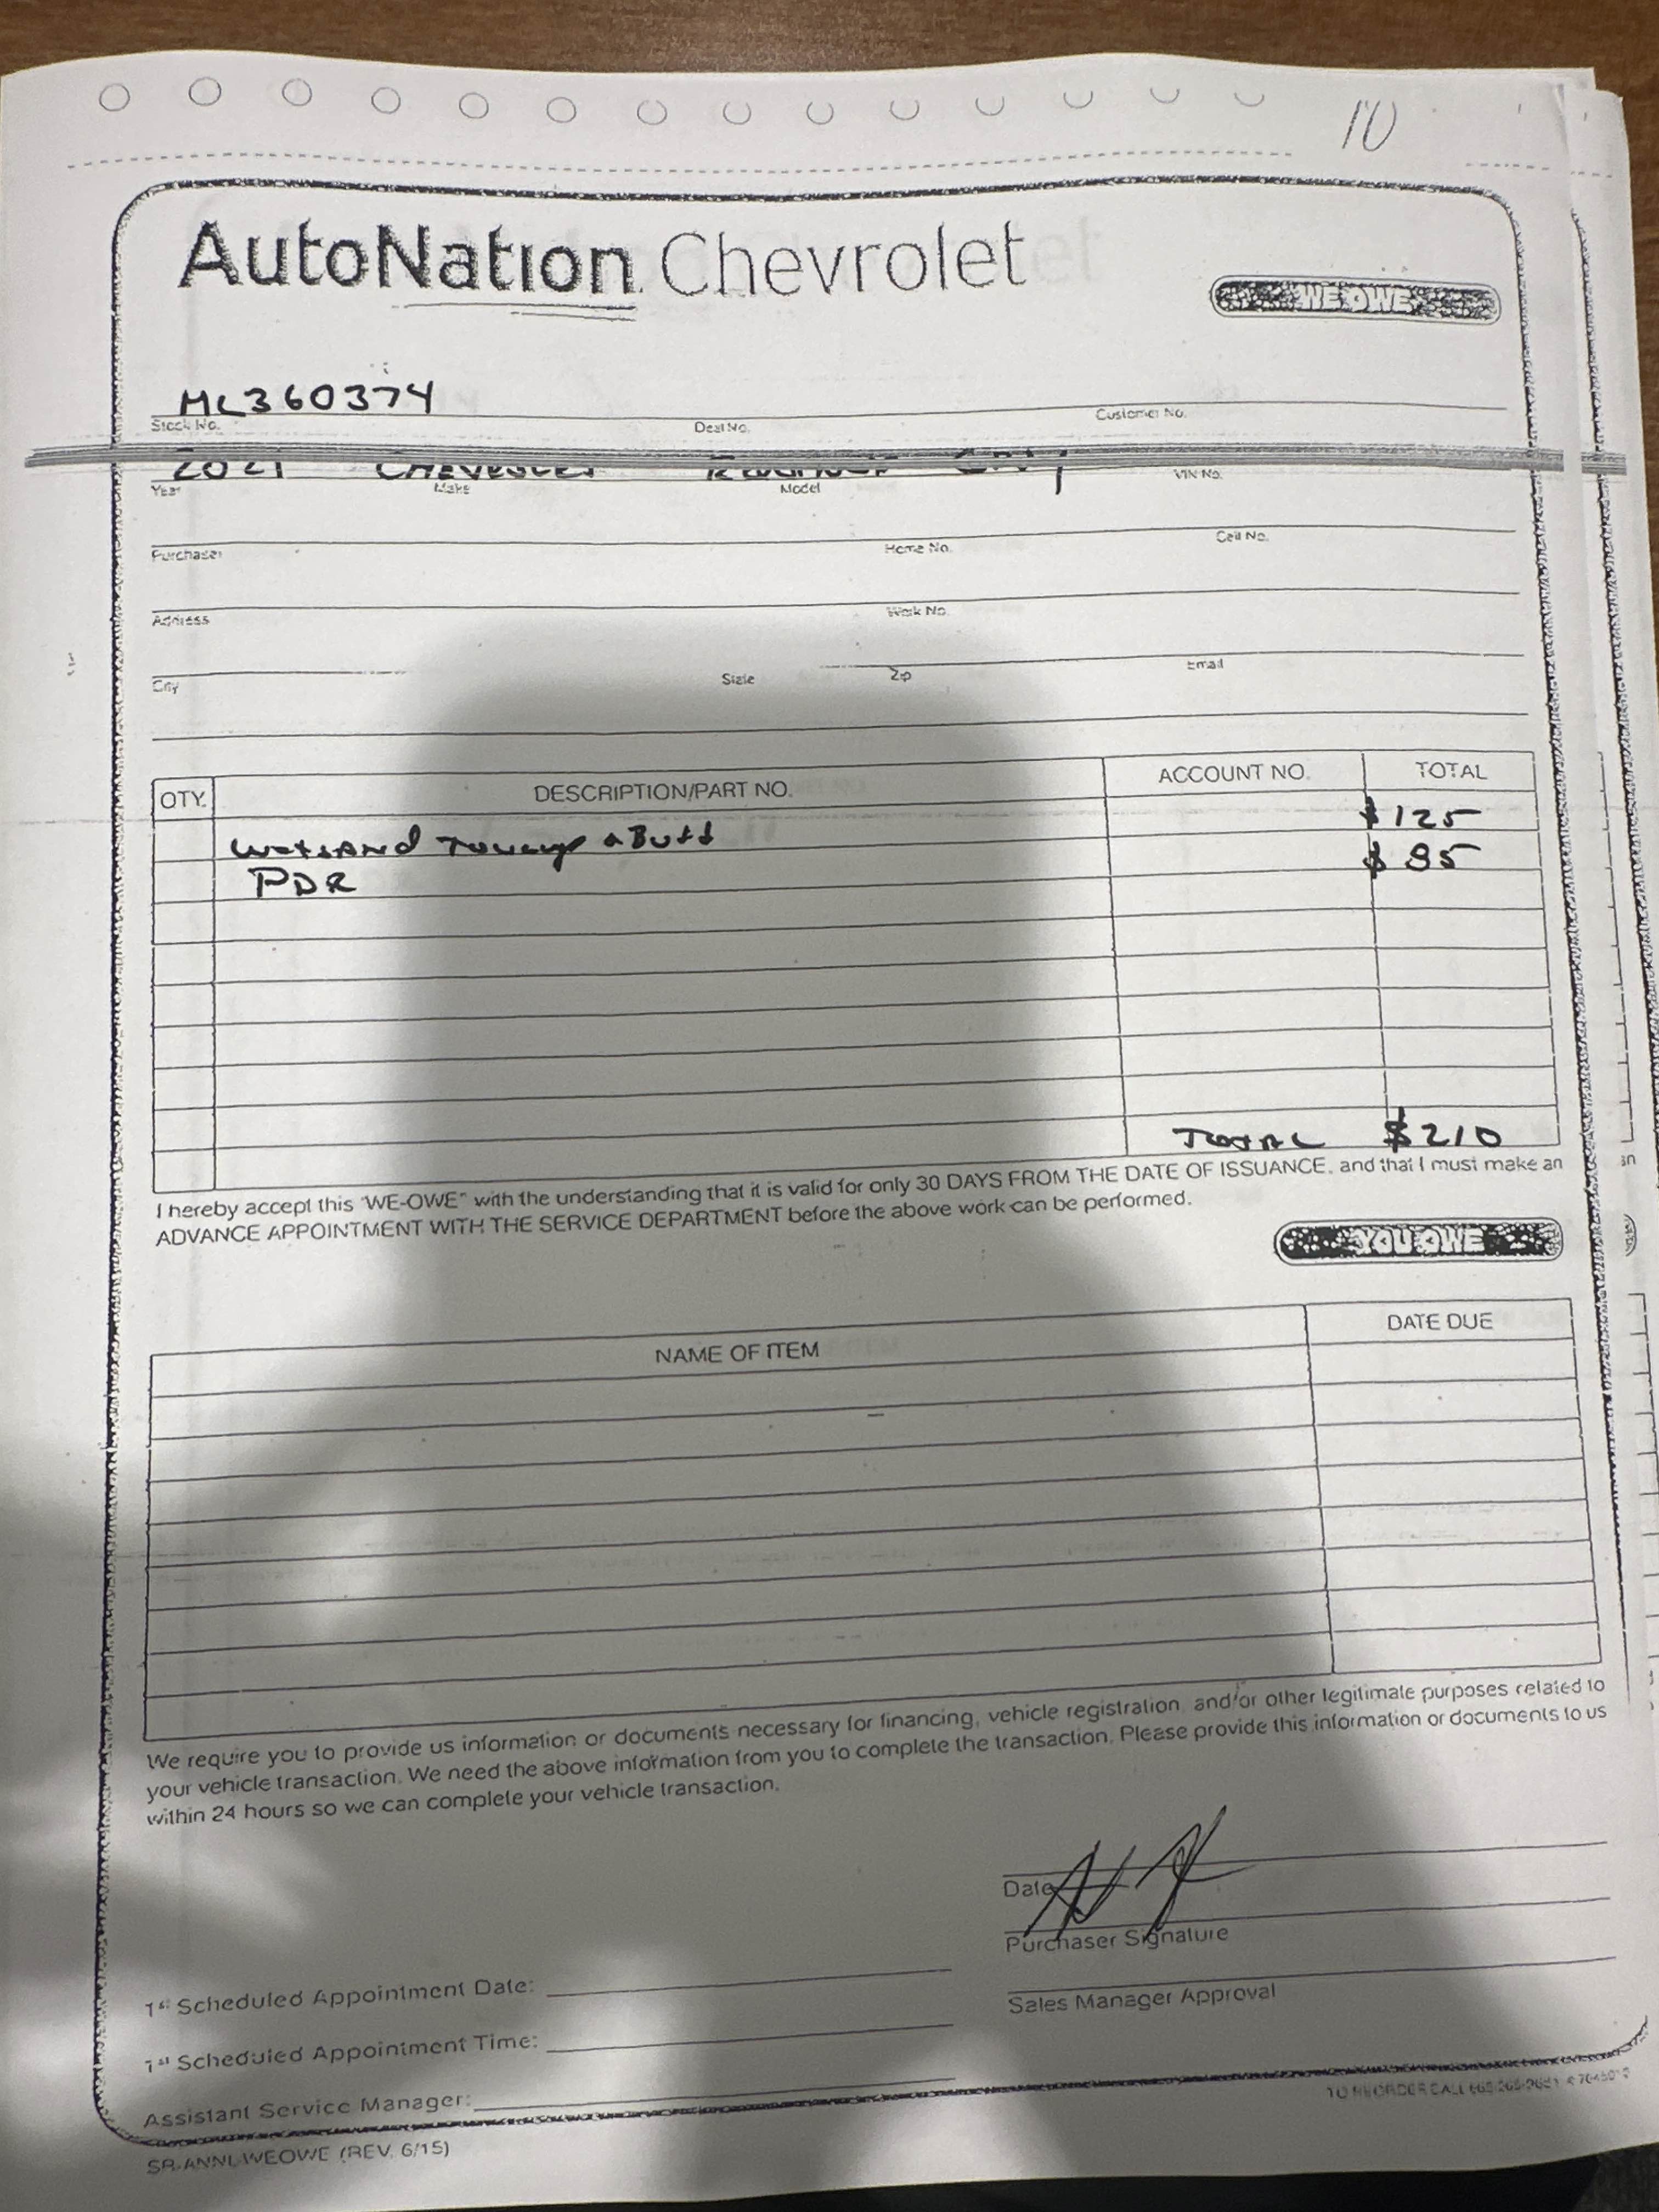 10
AutoNation Chevrolet
WE OWE
ML360374
Stock No. Deal No. Customer No.
2021 CHEVROLET
Year Make Model VIN No.
Purchaser Home No. Cell No.
Address Work No.
City State Zip Email
QTY. DESCRIPTION/PART NO. ACCOUNT NO. TOTAL
WetSAND Touchup & Buff $125
PDR $85
TOTAL $210
I hereby accept this "WE-OWE" with the understanding that it is valid for only 30 DAYS FROM THE DATE OF ISSUANCE, and that I must make an
ADVANCE APPOINTMENT WITH THE SERVICE DEPARTMENT before the above work can be performed.
YOU OWE
NAME OF ITEM DATE DUE
We require you to provide us information or documents necessary for financing, vehicle registration, and/or other legitimate purposes related to
your vehicle transaction. We need the above information from you to complete the transaction. Please provide this information or documents to us
within 24 hours so we can complete your vehicle transaction.
Date
Purchaser Signature
1st Scheduled Appointment Date: Sales Manager Approval
1st Scheduled Appointment Time:
Assistant Service Manager:
TO REORDER CALL
SR-ANNL-WEOWE (REV. 6/15)